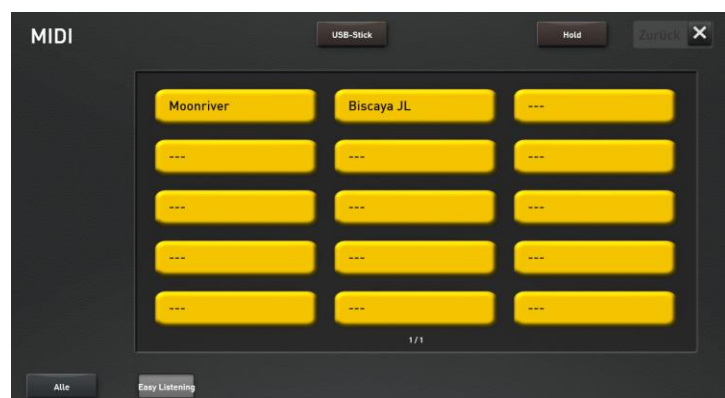 MIDI USB-Stick Hold Zurück ✕
Moonriver Biscaya JL ---
--- --- ---
--- --- ---
--- --- ---
--- --- ---
1/1
Alle Easy Listening